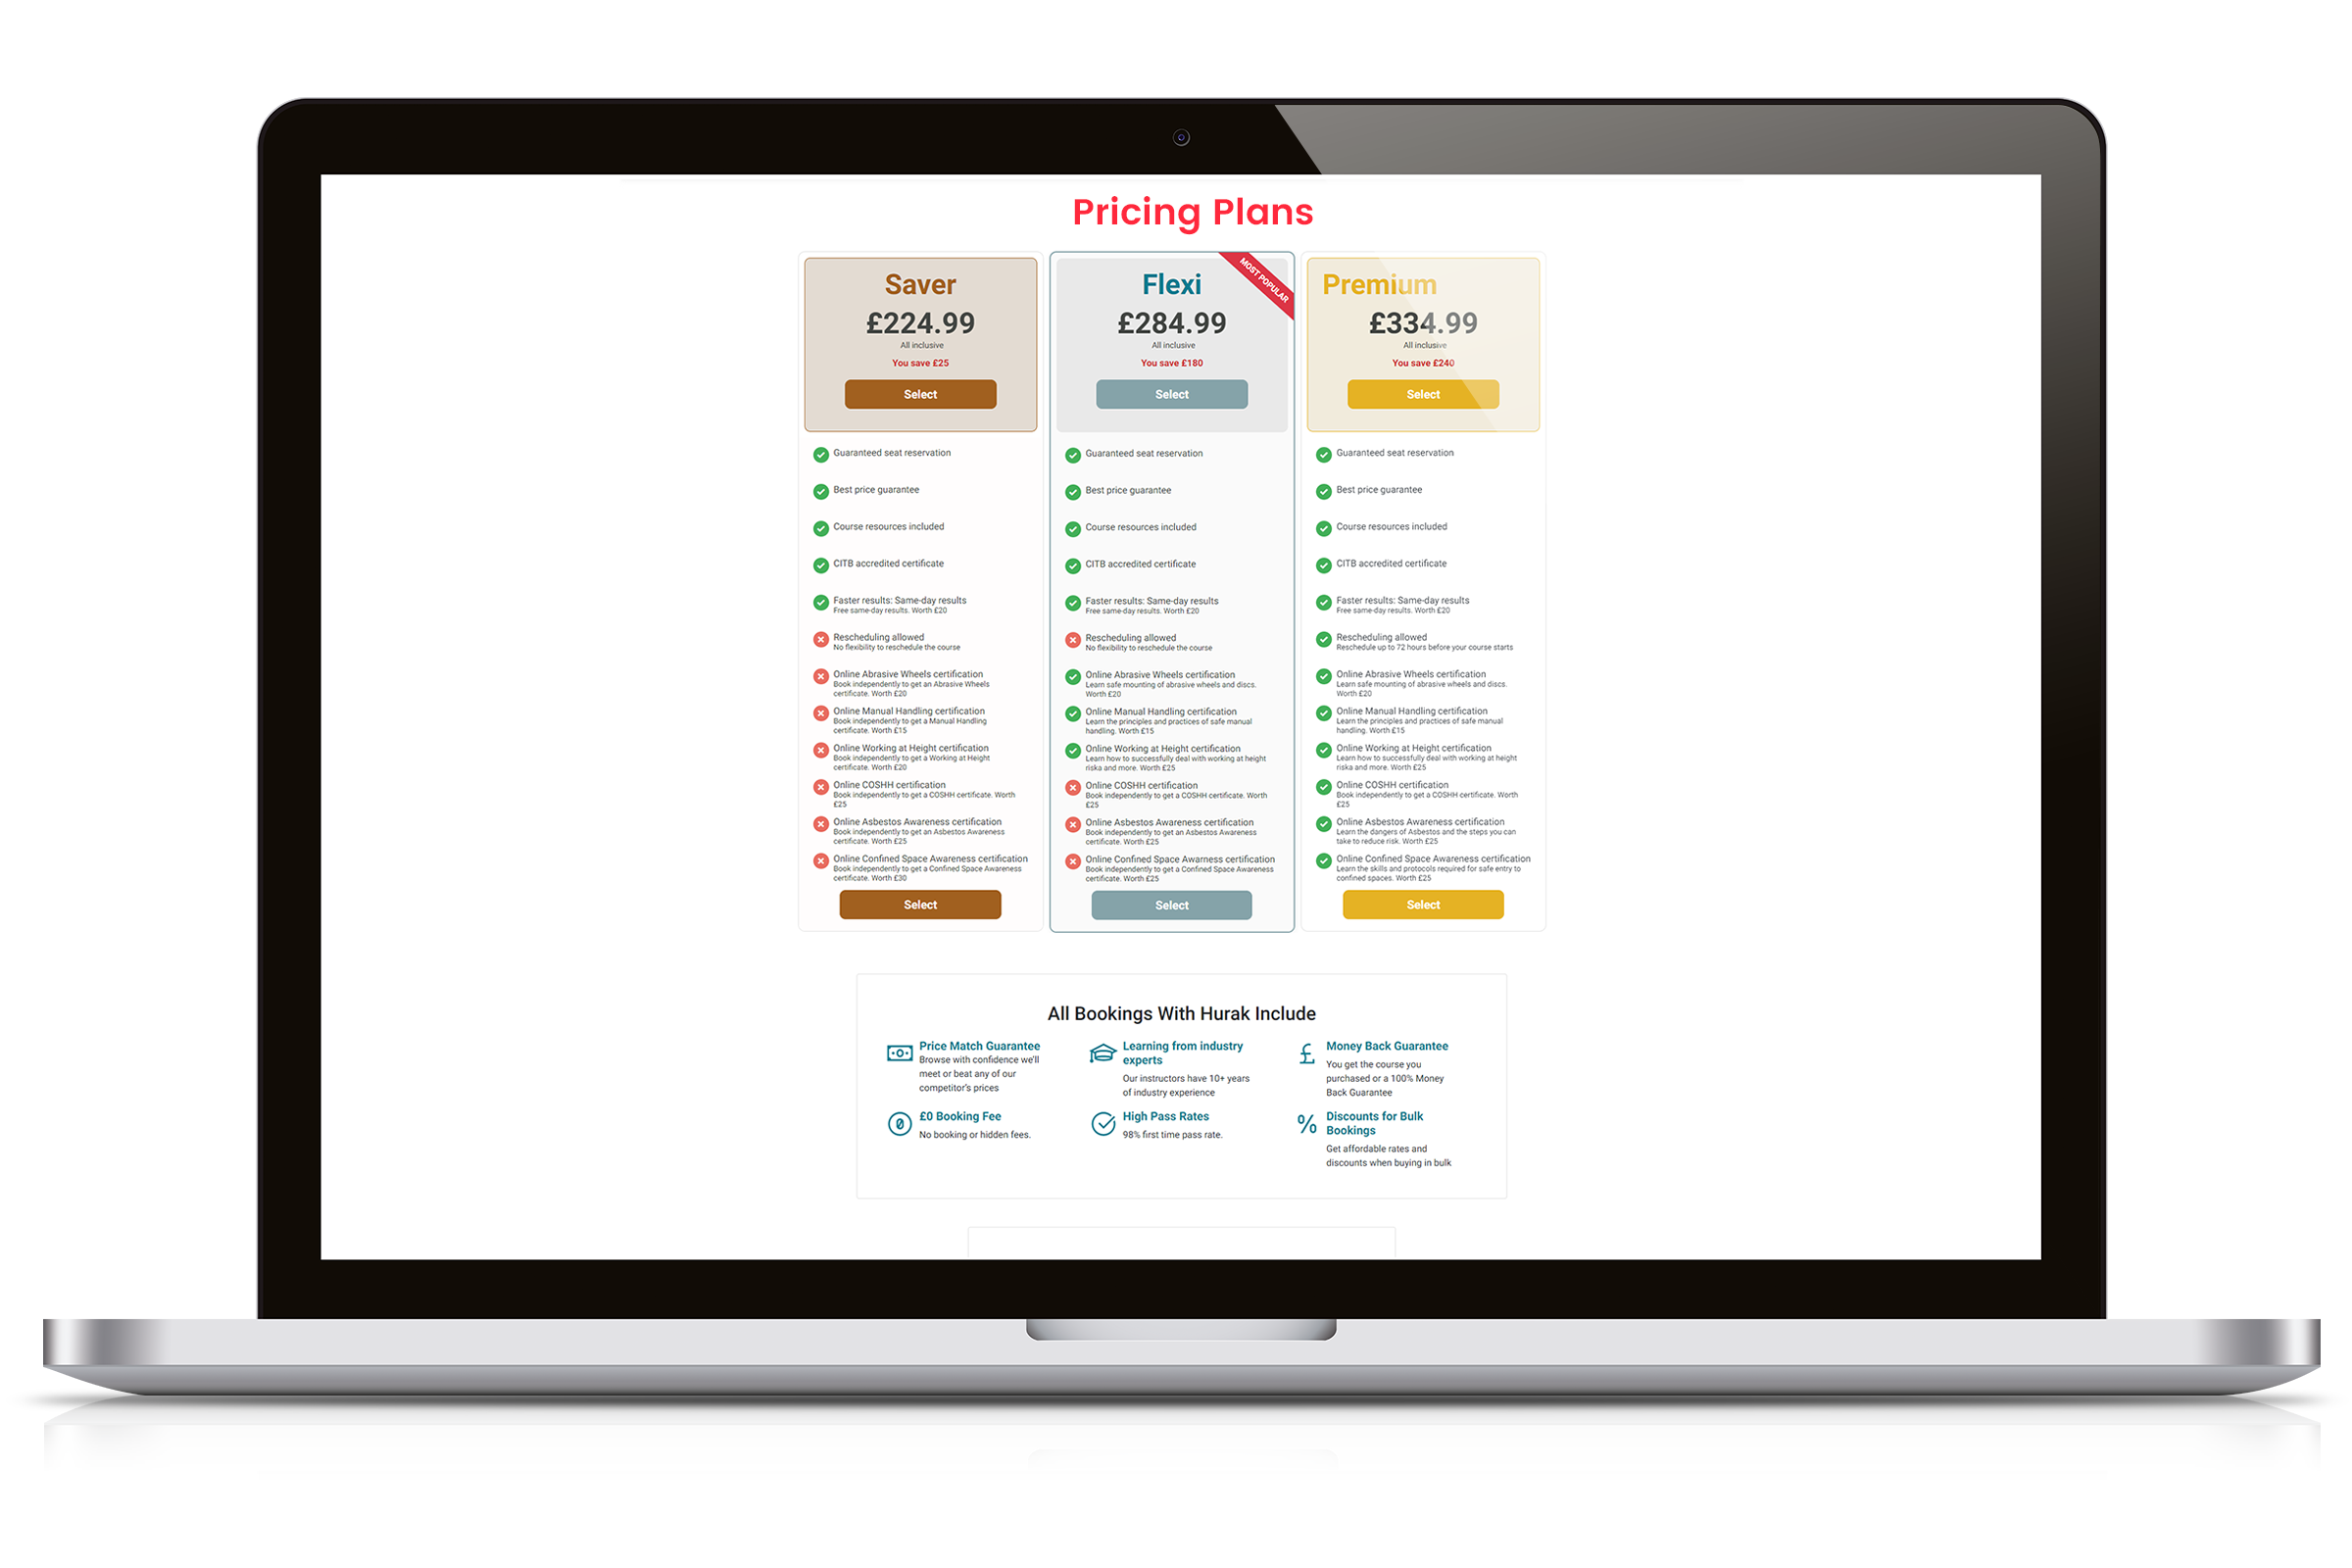 Pricing Plans
Saver
£224.99
All inclusive
You save £25
Select
Guaranteed seat reservation
Best price guarantee
Course resources included
CITB accredited certificate
Faster results: Same-day results
Free same-day results. Worth £20
Rescheduling allowed
No flexibility to reschedule the course
Online Abrasive Wheels certification
Book independently to get an Abrasive Wheels
certificate. Worth £20
Online Manual Handling certification
Book independently to get a Manual Handling
certificate. Worth £15
Online Working at Height certification
Book independently to get a Working at Height
certificate. Worth £20
Online COSHH certification
Book independently to get a COSHH certificate. Worth
£25
Online Asbestos Awareness certification
Book independently to get an Asbestos Awareness
certificate. Worth £25
Online Confined Space Awareness certification
Book independently to get a Confined Space Awareness
certificate. Worth £30
Select
MOST POPULAR
Flexi
£284.99
All inclusive
You save £180
Select
Guaranteed seat reservation
Best price guarantee
Course resources included
CITB accredited certificate
Faster results: Same-day results
Free same-day results. Worth £20
Rescheduling allowed
No flexibility to reschedule the course
Online Abrasive Wheels certification
Learn safe mounting of abrasive wheels and discs.
Worth £20
Online Manual Handling certification
Learn the principles and practices of safe manual
handling. Worth £15
Online Working at Height certification
Learn how to successfully deal with working at height
riska and more. Worth £25
Online COSHH certification
Book independently to get a COSHH certificate. Worth
£25
Online Asbestos Awareness certification
Book independently to get an Asbestos Awareness
certificate. Worth £25
Online Confined Space Awarness certification
Book independently to get a Confined Space Awareness
certificate. Worth £25
Select
Premium
£334.99
All inclusive
You save £240
Select
Guaranteed seat reservation
Best price guarantee
Course resources included
CITB accredited certificate
Faster results: Same-day results
Free same-day results. Worth £20
Rescheduling allowed
Reschedule up to 72 hours before your course starts
Online Abrasive Wheels certification
Learn safe mounting of abrasive wheels and discs.
Worth £20
Online Manual Handling certification
Learn the principles and practices of safe manual
handling. Worth £15
Online Working at Height certification
Learn how to successfully deal with working at height
riska and more. Worth £25
Online COSHH certification
Book independently to get a COSHH certificate. Worth
£25
Online Asbestos Awareness certification
Learn the dangers of Asbestos and the steps you can
take to reduce risk. Worth £25
Online Confined Space Awareness certification
Learn the skills and protocols required for safe entry to
confined spaces. Worth £25
Select
All Bookings With Hurak Include
Price Match Guarantee
Browse with confidence we'll
meet or beat any of our
competitor's prices
Learning from industry
experts
Our instructors have 10+ years
of industry experience
£
Money Back Guarantee
You get the course you
purchased or a 100% Money
Back Guarantee
0
£0 Booking Fee
No booking or hidden fees.
High Pass Rates
98% first time pass rate.
%
Discounts for Bulk
Bookings
Get affordable rates and
discounts when buying in bulk